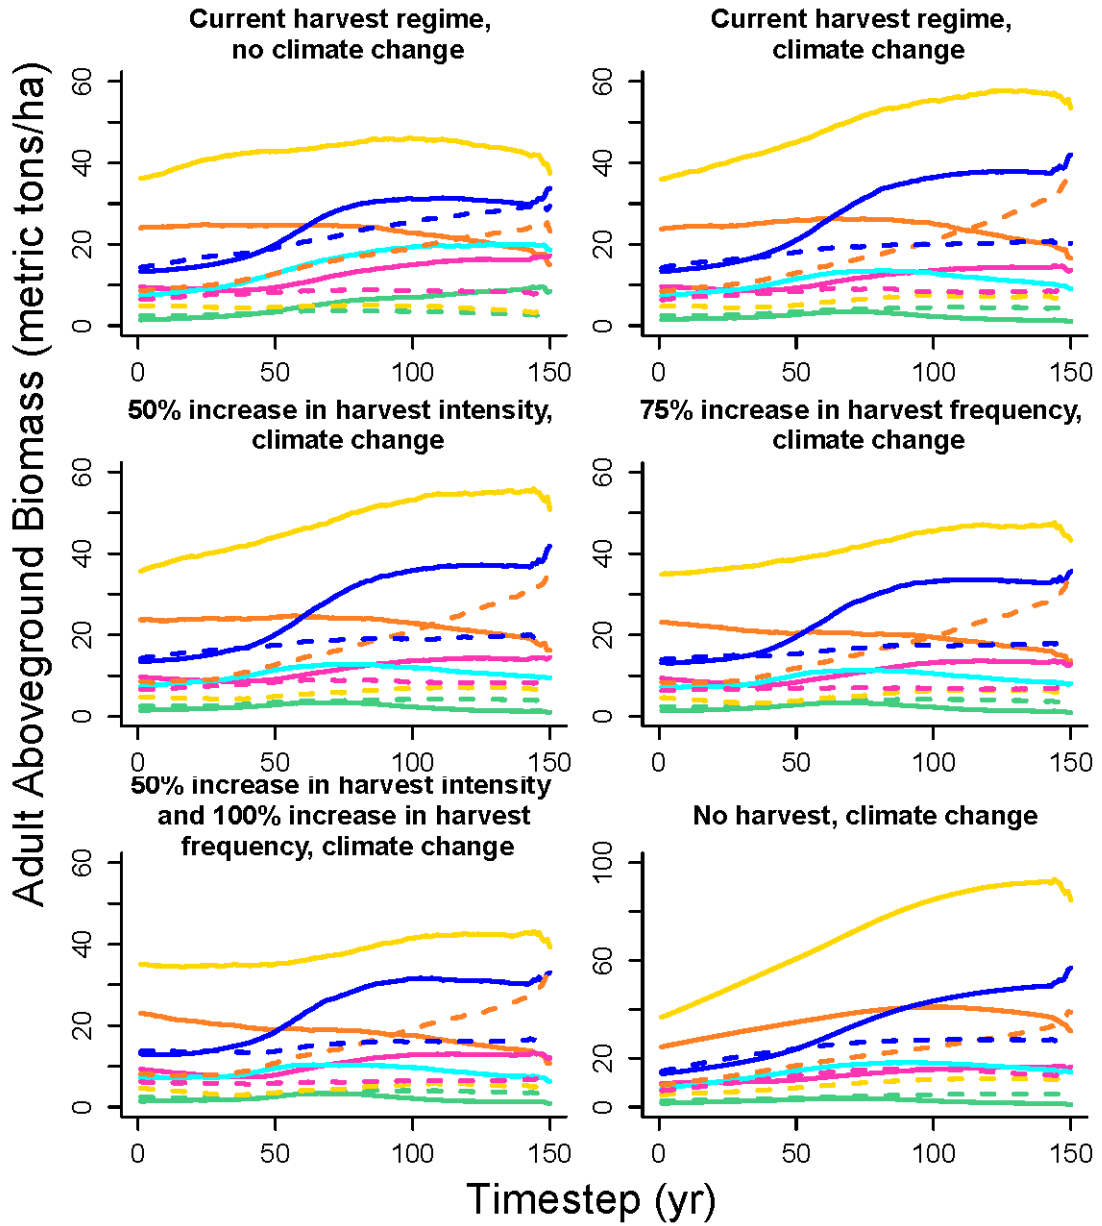 Current harvest regime,
no climate change
Current harvest regime,
climate change
Adult Aboveground Biomass (metric tons/ha)
0 20 40 60
0 50 100 150
0 20 40 60
0 50 100 150
50% increase in harvest intensity,
climate change
75% increase in harvest frequency,
climate change
0 20 40 60
0 50 100 150
0 20 40 60
0 50 100 150
50% increase in harvest intensity
and 100% increase in harvest
frequency, climate change
No harvest, climate change
0 20 40 60
0 50 100 150
0 20 60 100
0 50 100 150
Timestep (yr)